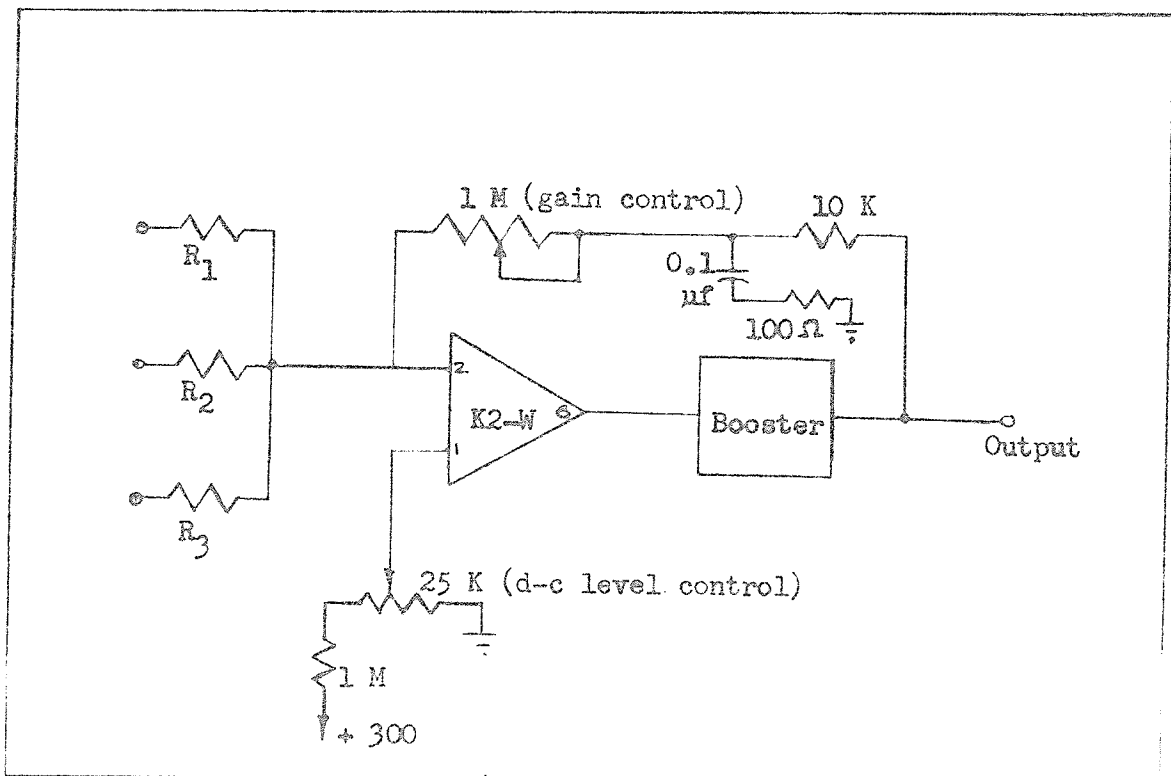 1 M (gain control)
10 K
R1
0.1
µf
100 Ω
R2
2
K2-W
6
1
Booster
Output
R3
25 K (d-c level control)
1 M
+ 300